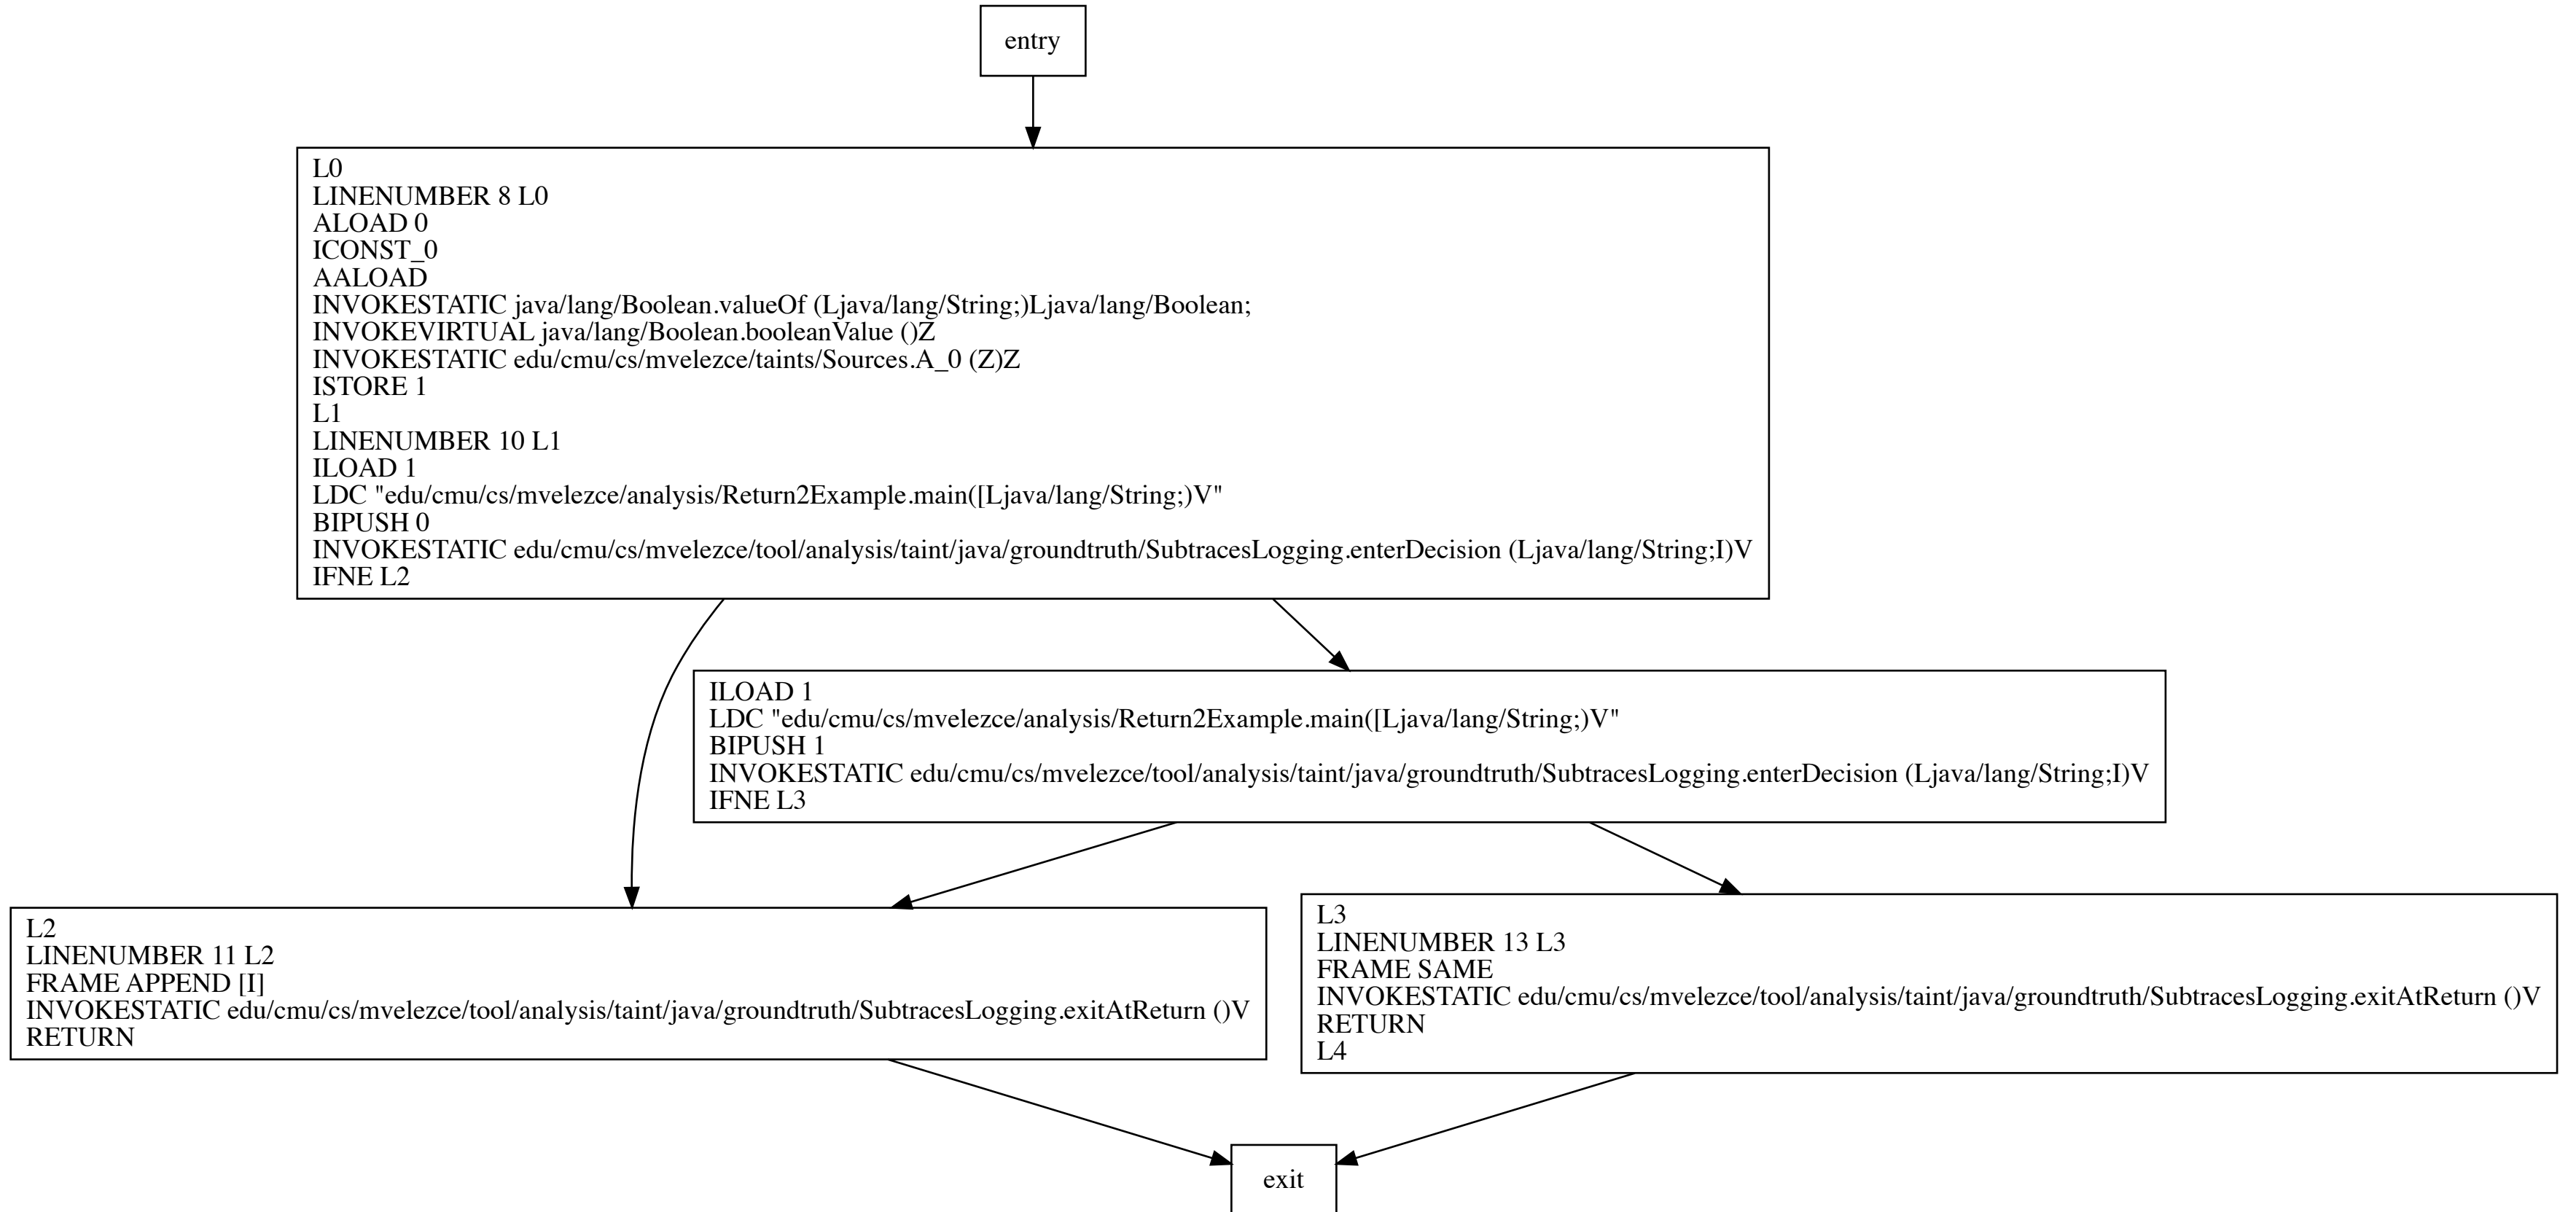 entry
L0
LINENUMBER 8 L0
ALOAD 0
ICONST_0
AALOAD
INVOKESTATIC java/lang/Boolean.valueOf (Ljava/lang/String;)Ljava/lang/Boolean;
INVOKEVIRTUAL java/lang/Boolean.booleanValue ()Z
INVOKESTATIC edu/cmu/cs/mvelezce/taints/Sources.A_0 (Z)Z
ISTORE 1
L1
LINENUMBER 10 L1
ILOAD 1
LDC "edu/cmu/cs/mvelezce/analysis/Return2Example.main([Ljava/lang/String;)V"
BIPUSH 0
INVOKESTATIC edu/cmu/cs/mvelezce/tool/analysis/taint/java/groundtruth/SubtracesLogging.enterDecision (Ljava/lang/String;I)V
IFNE L2
ILOAD 1
LDC "edu/cmu/cs/mvelezce/analysis/Return2Example.main([Ljava/lang/String;)V"
BIPUSH 1
INVOKESTATIC edu/cmu/cs/mvelezce/tool/analysis/taint/java/groundtruth/SubtracesLogging.enterDecision (Ljava/lang/String;I)V
IFNE L3
L2
LINENUMBER 11 L2
FRAME APPEND [I]
INVOKESTATIC edu/cmu/cs/mvelezce/tool/analysis/taint/java/groundtruth/SubtracesLogging.exitAtReturn ()V
RETURN
L3
LINENUMBER 13 L3
FRAME SAME
INVOKESTATIC edu/cmu/cs/mvelezce/tool/analysis/taint/java/groundtruth/SubtracesLogging.exitAtReturn ()V
RETURN
L4
exit